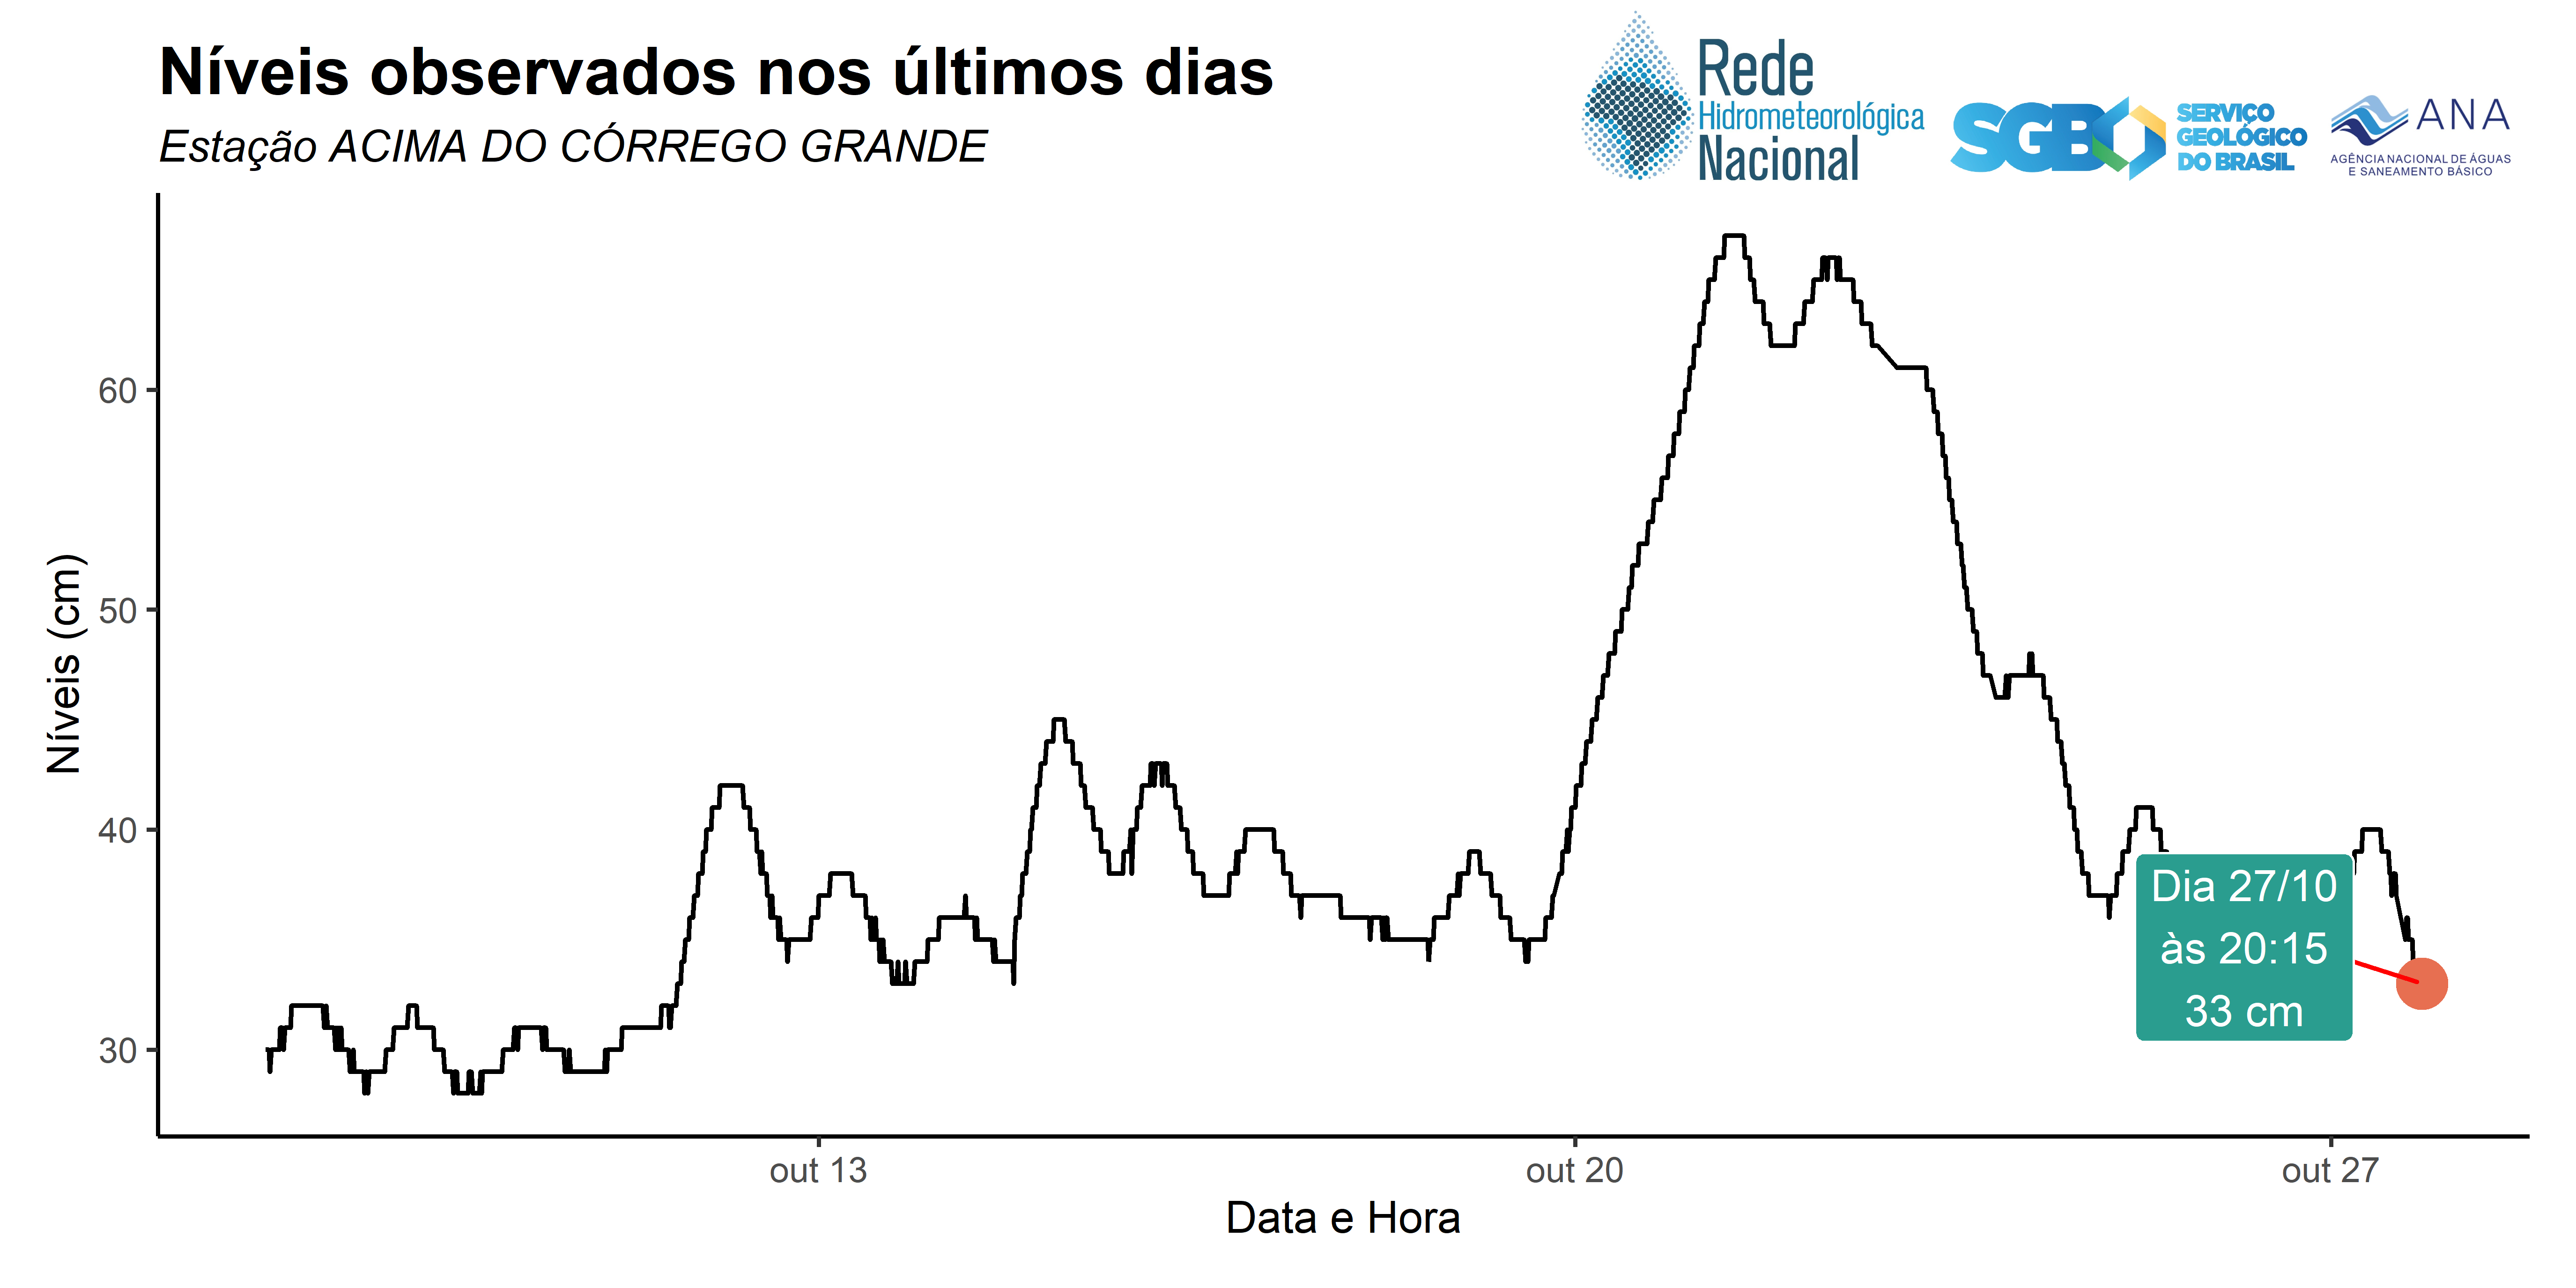 Níveis observados nos últimos dias
Estação ACIMA DO CÓRREGO GRANDE
Rede
Hidrometeorológica
Nacional
SGB
SERVIÇO
GEOLÓGICO
DO BRASIL
ANA
AGÊNCIA NACIONAL DE ÁGUAS
E SANEAMENTO BÁSICO
Níveis (cm)
60
50
40
30
Dia 27/10
às 20:15
33 cm
out 13
out 20
out 27
Data e Hora